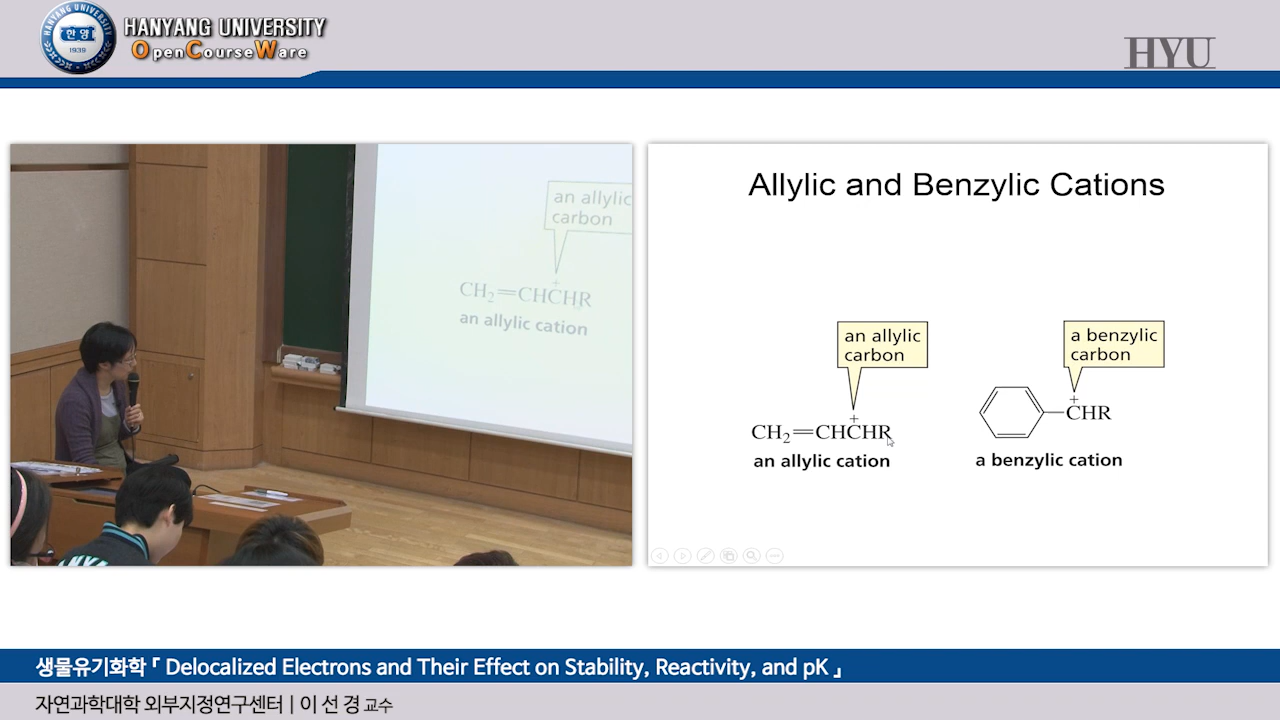 한양
1939
HANYANG UNIVERSITY
HANYANG UNIVERSITY
OpenCourseWare
HYU
an allylic
carbon
CH₂=CHCHR
+
an allylic cation
Allylic and Benzylic Cations
an allylic
carbon
+
CH₂=CHCHR
an allylic cation
a benzylic
carbon
+
CHR
a benzylic cation
생물유기화학「 Delocalized Electrons and Their Effect on Stability, Reactivity, and pK 」
자연과학대학 외부지정연구센터 | 이 선 경 교수